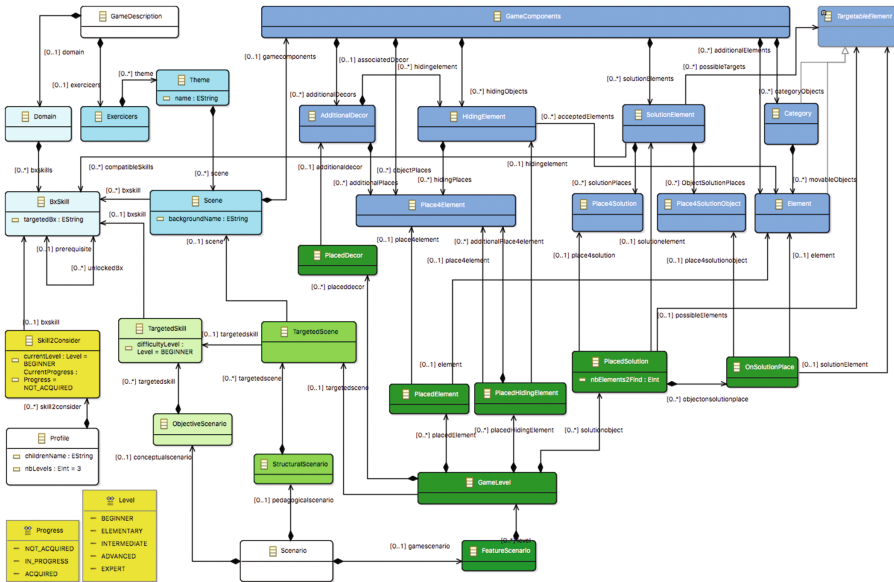 GameDescription
GameComponents
TargetableElement
[0..1] domain
[0..1] exercicers
[0..*] theme
[0..1] gamecomponents
[0..1] associatedDecor
[0..*] hidingelement
[0..*] additionalElements
[0..*] possibleTargets
[0..*] solutionElements
[0..*] categoryObjects
Theme
name : EString
[0..*] additionalDecors
[0..*] hidingObjects
Domain
Exercicers
AdditionalDecor
HidingElement
[0..*] acceptedElements
SolutionElement
Category
[0..*] bxskills
[0..*] compatibleSkills
[0..*] scene
[0..1] additionaldecor
[0..*] objectPlaces
[0..*] additionalPlaces
[0..*] hidingPlaces
[0..1] hidingelement
[0..*] solutionPlaces
[0..*] ObjectSolutionPlaces
[0..*] movableObjects
BxSkill
targetedBx : EString
[0..1] bxskill
[0..1] bxskill
Scene
backgroundName : EString
Place4Element
Place4Solution
Place4SolutionObject
Element
[0..1] prerequisite
[0..*] unlockedBx
[0..1] scene
[0..1] place4element
[0..*] additionalPlace4element
[0..1] place4element
[0..1] place4solution
[0..1] solutionelement
[0..1] place4solutionobject
[0..1] element
PlacedDecor
[0..*] placeddecor
[0..1] bxskill
[0..1] possibleElements
Skill2Consider
currentLevel : Level =
BEGINNER
CurrentProgress :
Progress =
NOT_ACQUIRED
TargetedSkill
difficultyLevel :
Level = BEGINNER
[0..1] targetedskill
TargetedScene
PlacedSolution
nbElements2Find : EInt
OnSolutionPlace
[0..1] solutionElement
[0..1] element
[0..*] targetedskill
[0..*] targetedscene
[0..1] targetedscene
PlacedElement
PlacedHidingElement
[0..*] objectonsolutionplace
[0..*] skill2consider
Profile
childrenName : EString
nbLevels : EInt = 3
ObjectiveScenario
[0..*] placedElement
[0..*] placedHidingElement
[0..*] solutionobject
[0..1] conceptualscenario
StructuralScenario
GameLevel
[0..1] pedagogicalscenario
Level
BEGINNER
ELEMENTARY
INTERMEDIATE
ADVANCED
EXPERT
Progress
NOT_ACQUIRED
IN_PROGRESS
ACQUIRED
Scenario
[0..1] gamescenario
[0..*] level
FeatureScenario